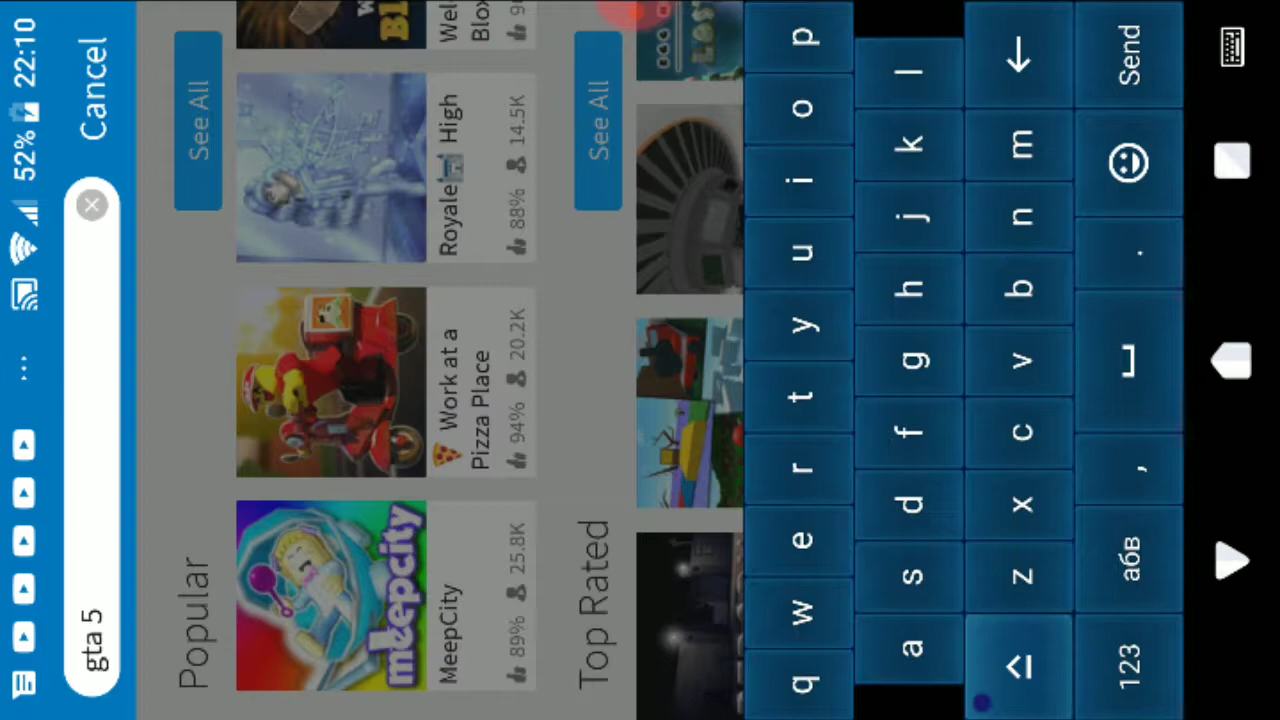 52% 22:10
gta 5
Cancel
Popular
See All
meepcity
MeepCity
89% 25.8K
Work at a
Pizza Place
94% 20.2K
Royale High
88% 14.5K
Top Rated
See All
q w e r t y u i o p
a s d f g h j k l
z x c v b n m
123 абв , . Send